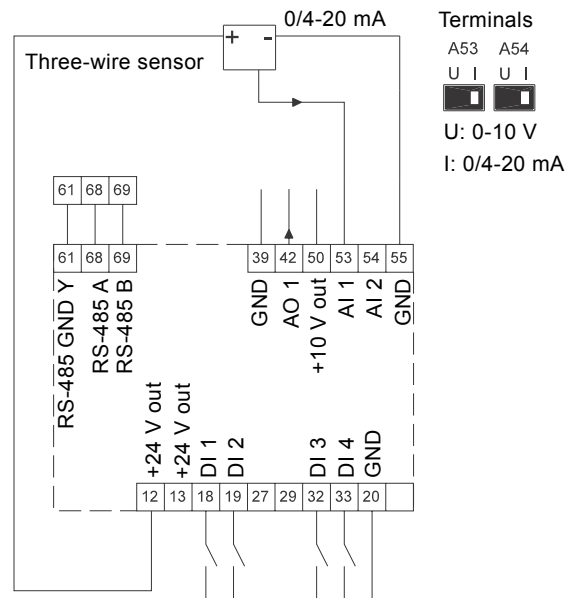 0/4-20 mA
Terminals
+ -
A53 A54
Three-wire sensor
U I U I
U: 0-10 V
I: 0/4-20 mA
61 68 69
61 68 69 39 42 50 53 54 55
RS-485 GND Y
RS-485 A
RS-485 B
GND
AO 1
+10 V out
AI 1
AI 2
GND
+24 V out
+24 V out
DI 1
DI 2
DI 3
DI 4
GND
12 13 18 19 27 29 32 33 20